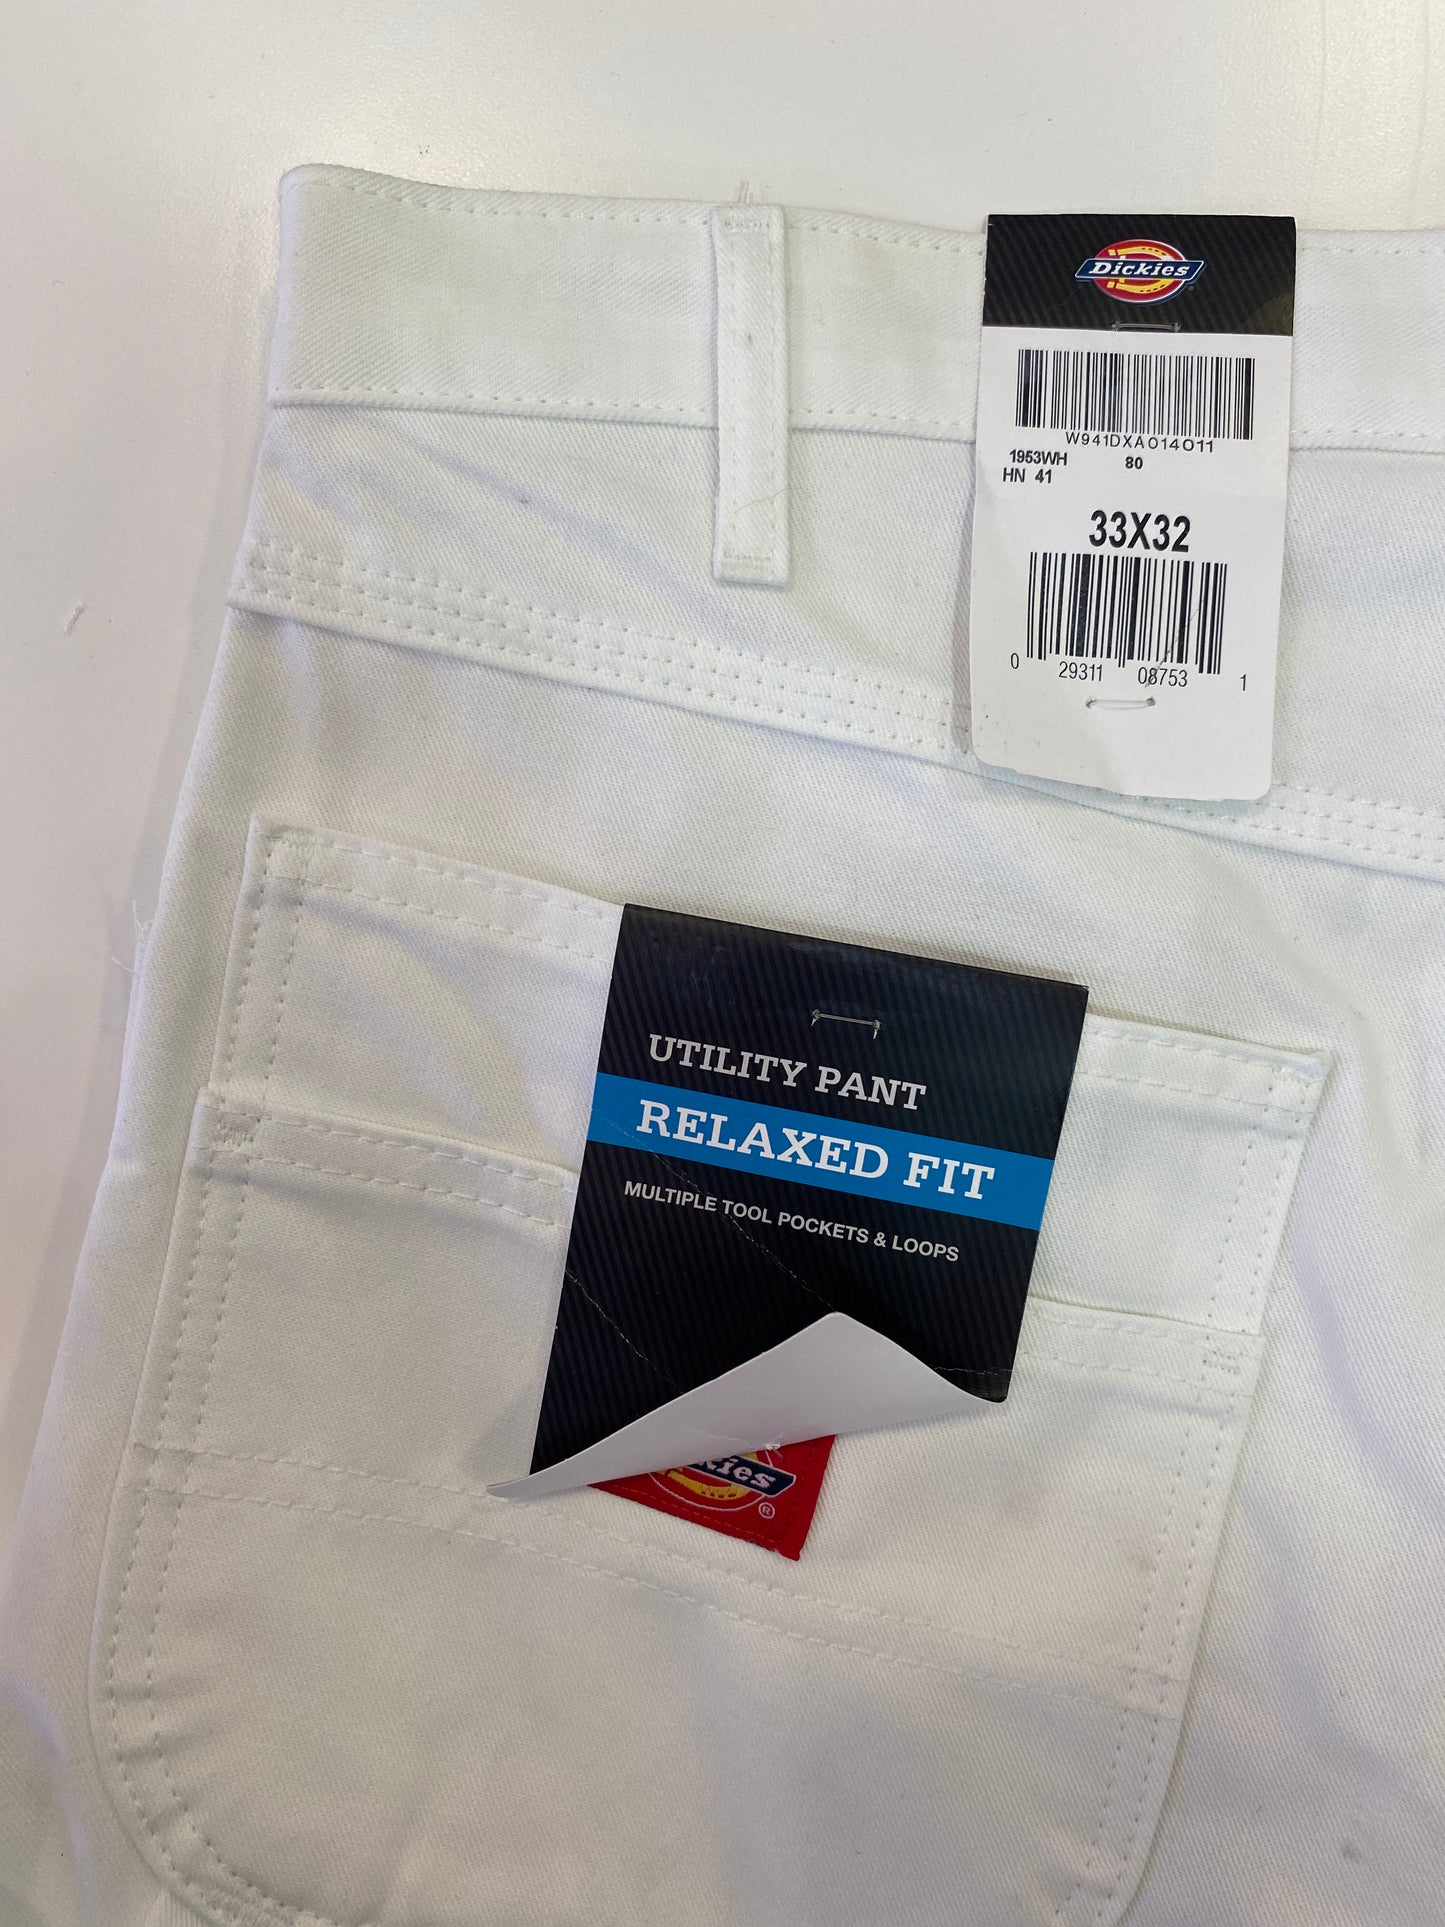 Dickies
W941DXA014011
1953WH 80
HN 41
33X32
0 29311 08753 1
UTILITY PANT
RELAXED FIT
MULTIPLE TOOL POCKETS & LOOPS
kies
®